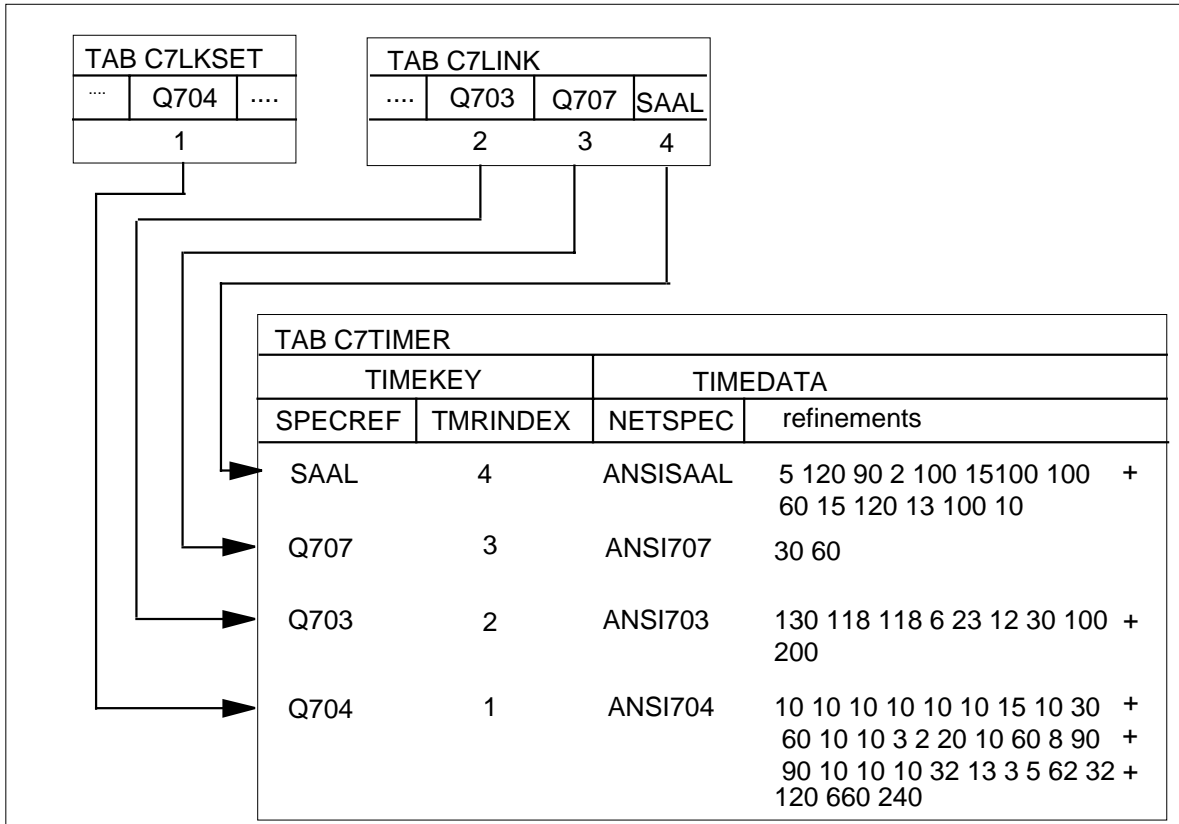 TAB C7LKSET
.... Q704 ....
1
TAB C7LINK
.... Q703 Q707 SAAL
2 3 4
TAB C7TIMER
TIMEKEY TIMEDATA
SPECREF TMRINDEX NETSPEC refinements
SAAL 4 ANSISAAL 5 120 90 2 100 15100 100 +
60 15 120 13 100 10
Q707 3 ANSI707 30 60
Q703 2 ANSI703 130 118 118 6 23 12 30 100 +
200
Q704 1 ANSI704 10 10 10 10 10 10 15 10 30 +
60 10 10 3 2 20 10 60 8 90 +
90 10 10 10 32 13 3 5 62 32 +
120 660 240